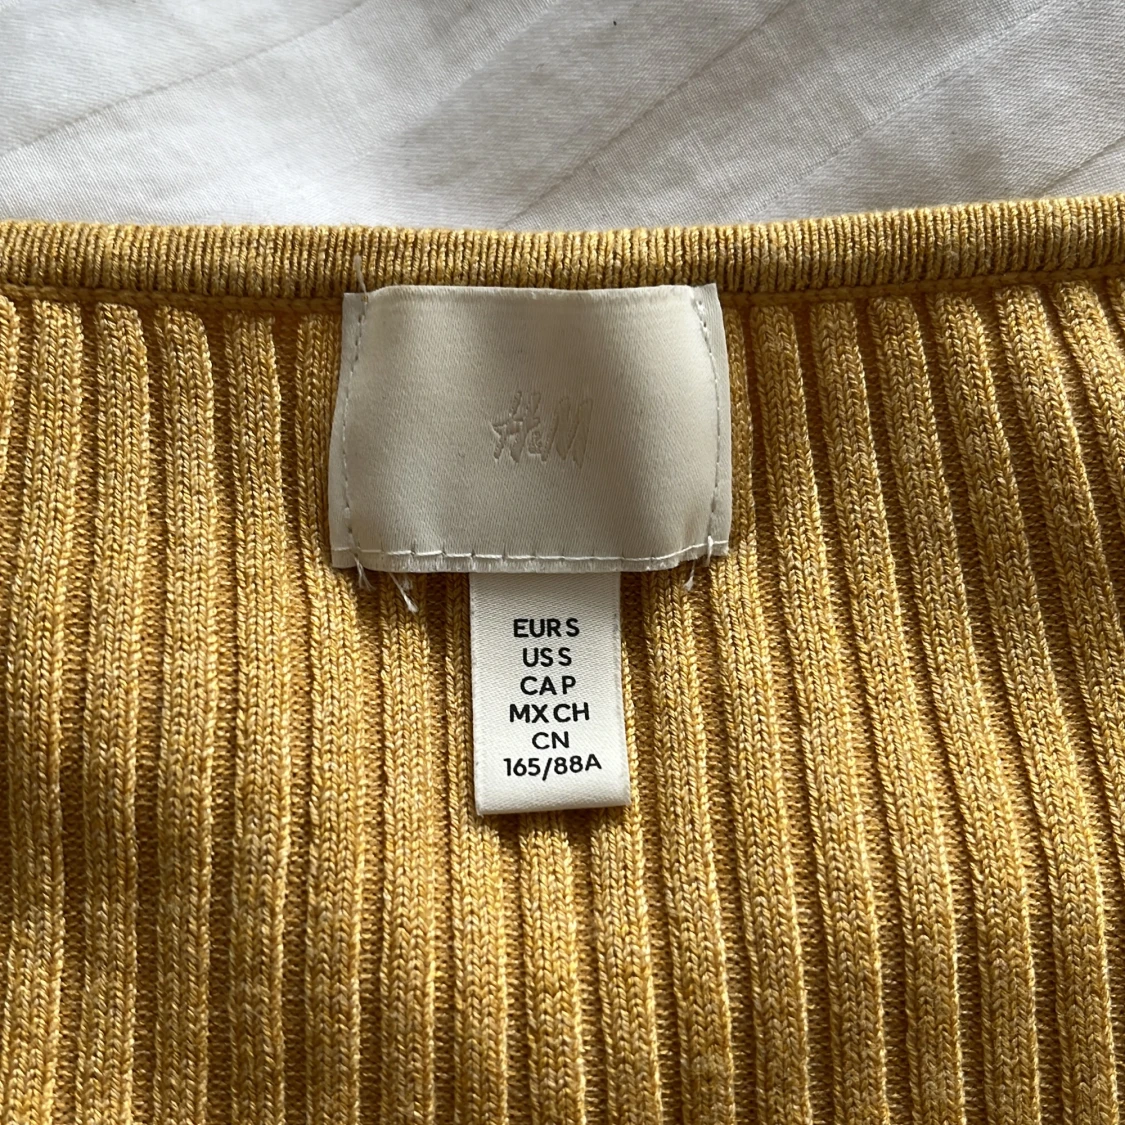 H&M
EUR S
US S
CA P
MX CH
CN
165/88A